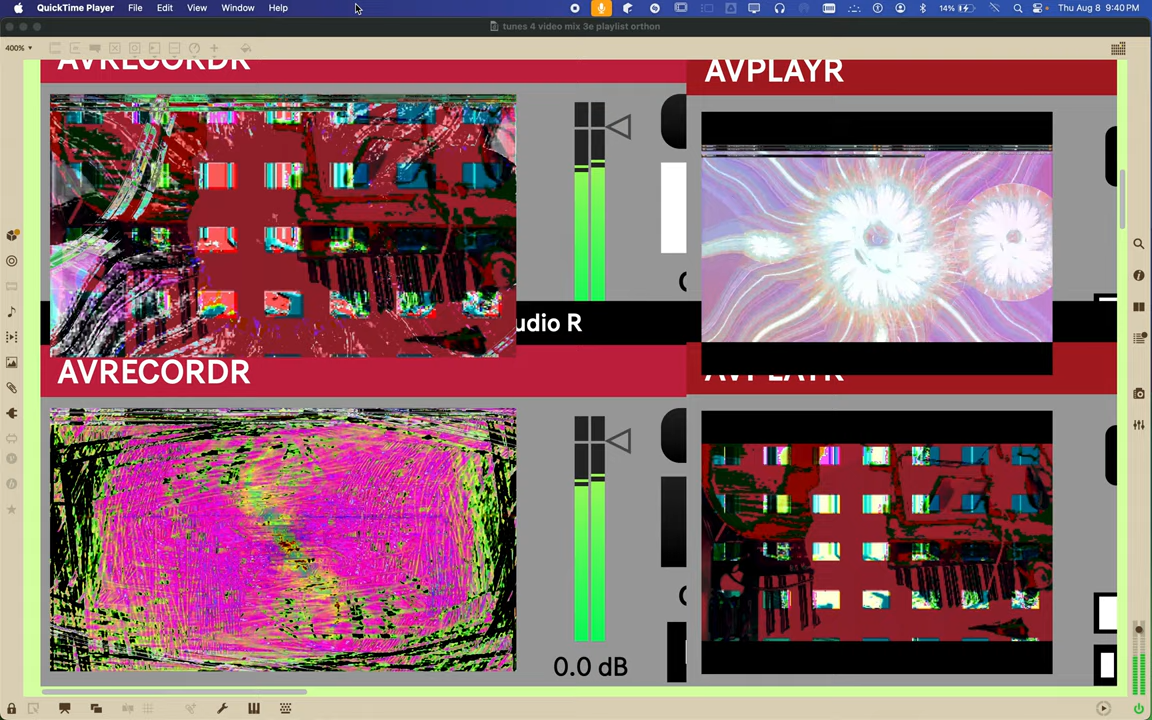 QuickTime Player File Edit View Window Help
14% Thu Aug 8 9:40 PM
tunes 4 video mix 3e playlist orthon
400%
AVRECORDR
AVPLAYR
udio R
AVRECORDR
AVPLAYR
0.0 dB